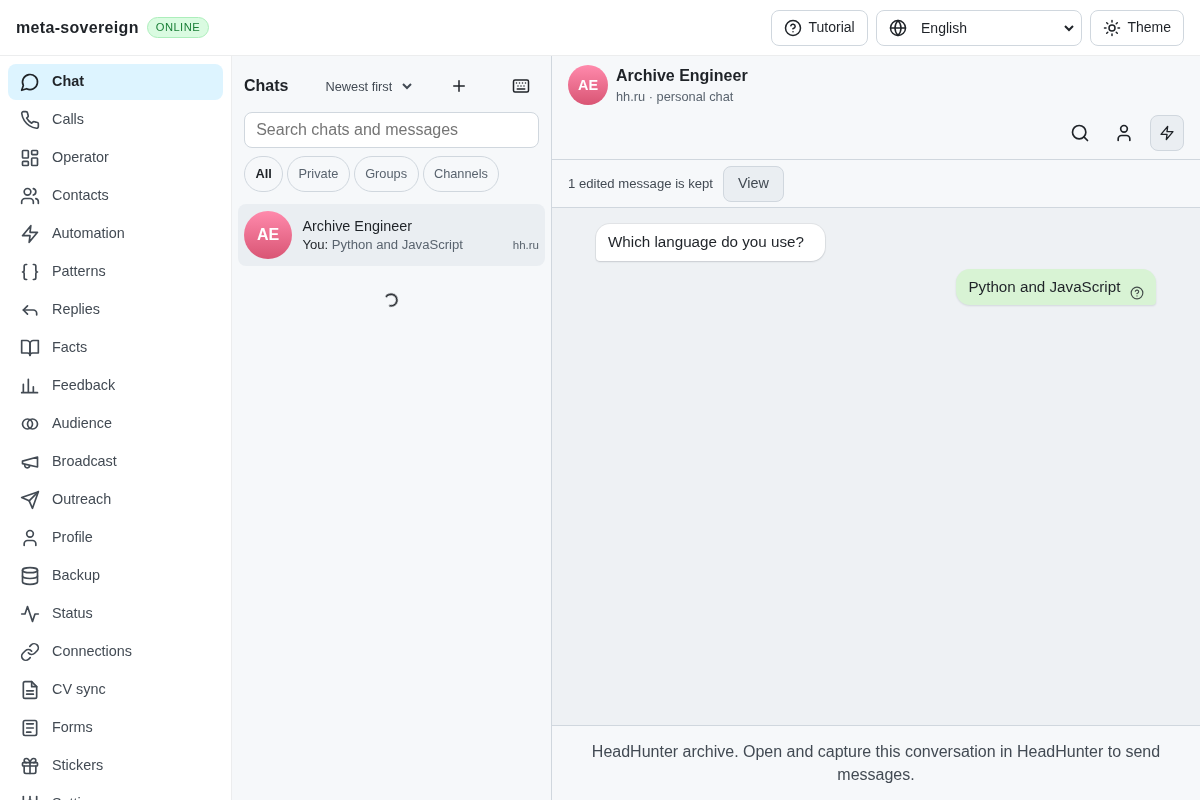 meta-sovereign
ONLINE
Tutorial
English
Theme
Chat
Calls
Operator
Contacts
Automation
Patterns
Replies
Facts
Feedback
Audience
Broadcast
Outreach
Profile
Backup
Status
Connections
CV sync
Forms
Stickers
Chats
Newest first
Search chats and messages
All
Private
Groups
Channels
AE
Archive Engineer
You: Python and JavaScript
hh.ru
AE
Archive Engineer
hh.ru · personal chat
1 edited message is kept
View
Which language do you use?
Python and JavaScript
HeadHunter archive. Open and capture this conversation in HeadHunter to send
messages.